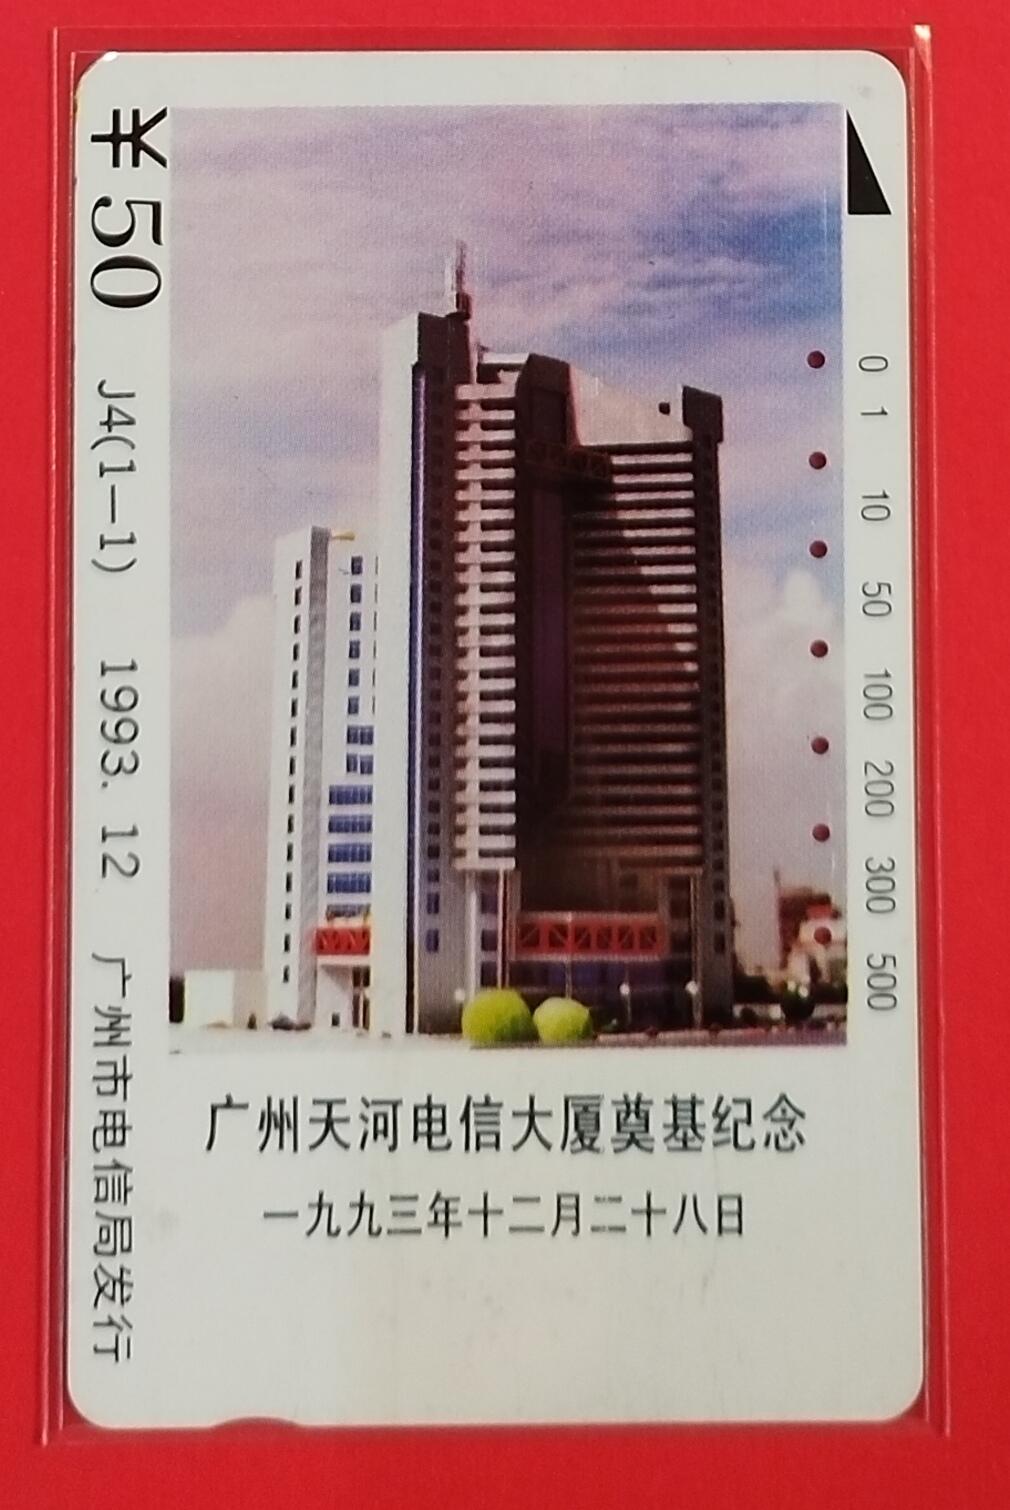 ¥50 J4(1—1) 1993. 12 广州市电信局发行
0 1 10 50 100 200 300 500
广州天河电信大厦奠基纪念
一九九三年十二月二十八日